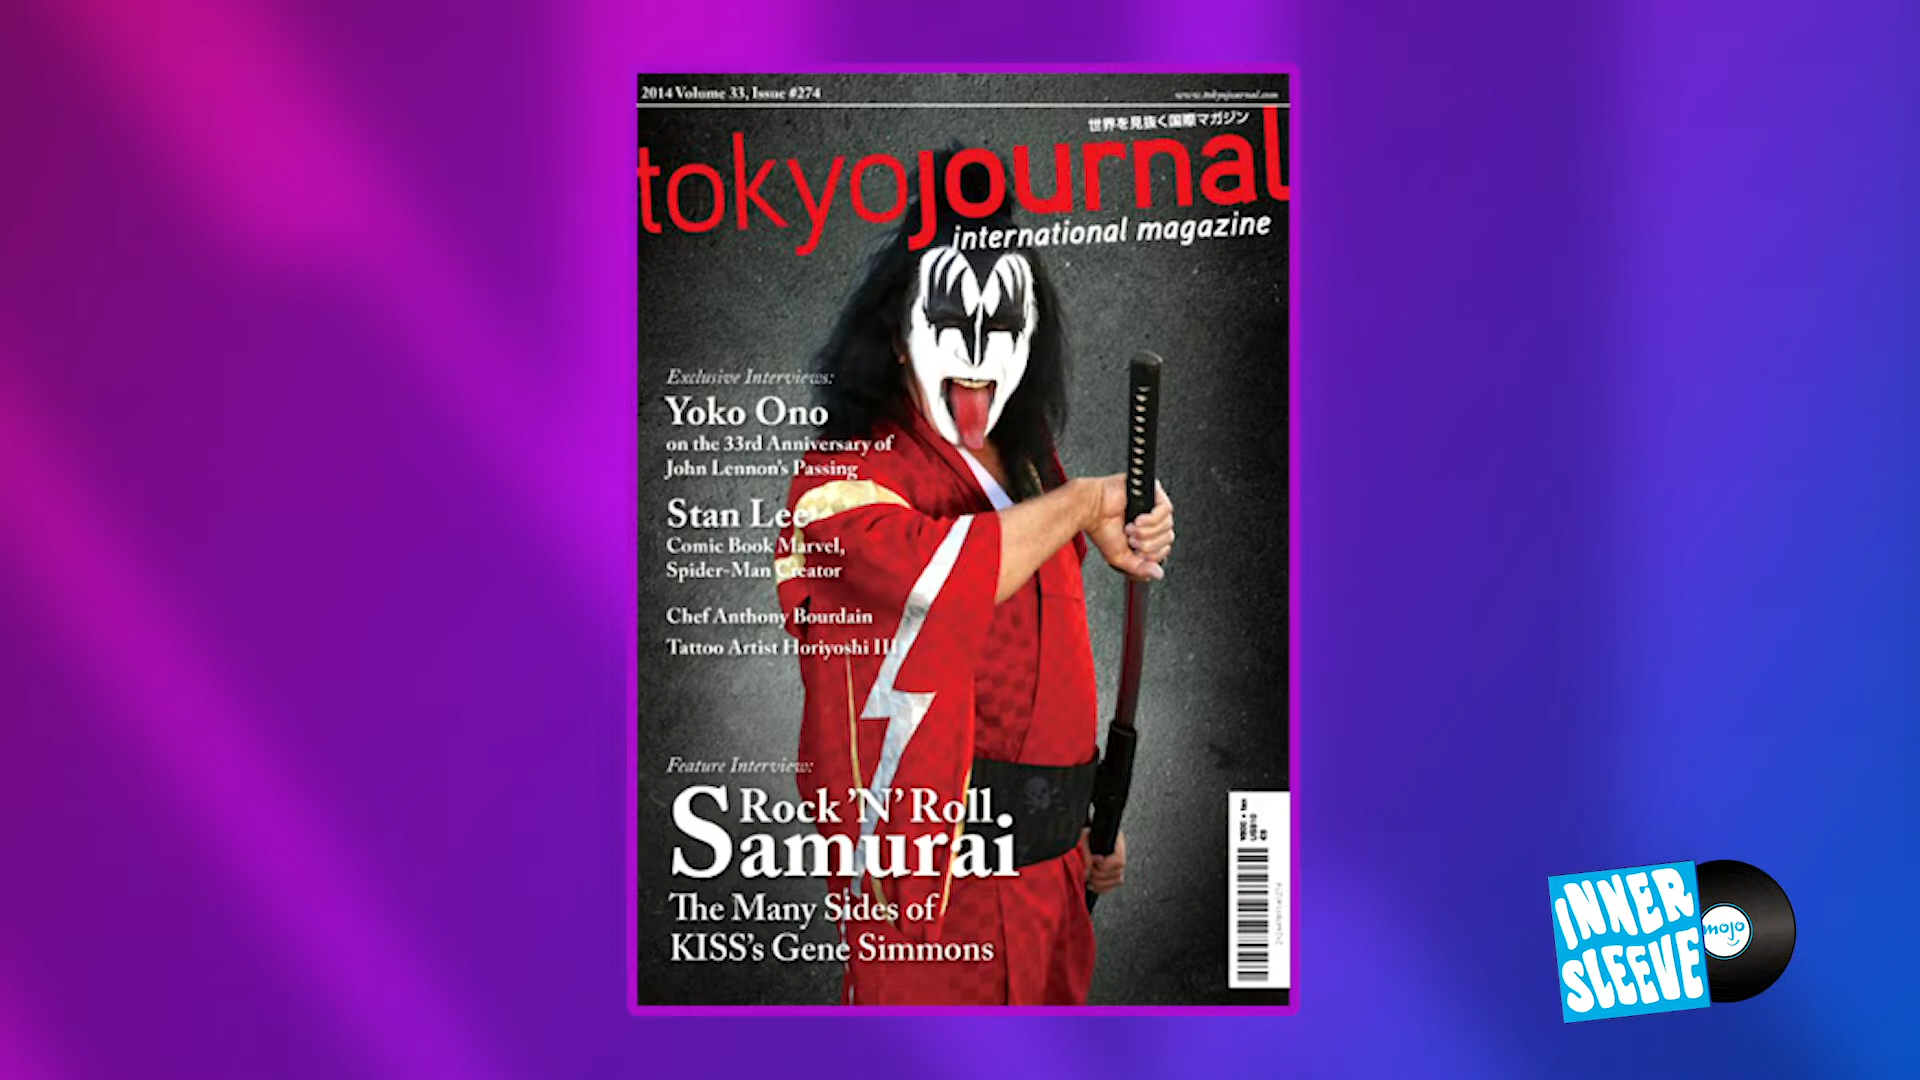 2014 Volume 33, Issue #274
www.tokyojournal.com
世界を見抜く国際マガジン
tokyojournal
international magazine
Exclusive Interviews:
Yoko Ono
on the 33rd Anniversary of
John Lennon's Passing
Stan Lee
Comic Book Marvel,
Spider-Man Creator
Chef Anthony Bourdain
Tattoo Artist Horiyoshi III
Feature Interview:
Rock 'N' Roll
Samurai
The Many Sides of
KISS's Gene Simmons
INNER
SLEEVE
mojo